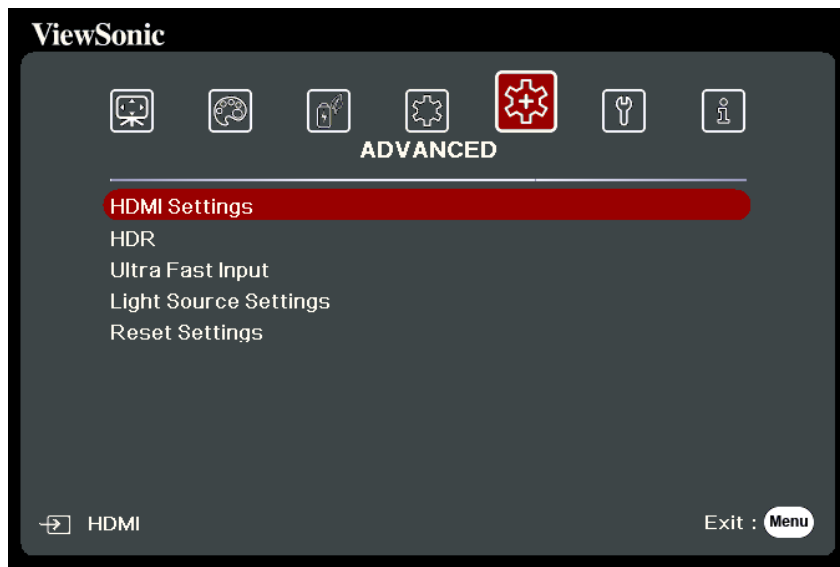 ViewSonic
ADVANCED
HDMI Settings
HDR
Ultra Fast Input
Light Source Settings
Reset Settings
HDMI
Exit : Menu